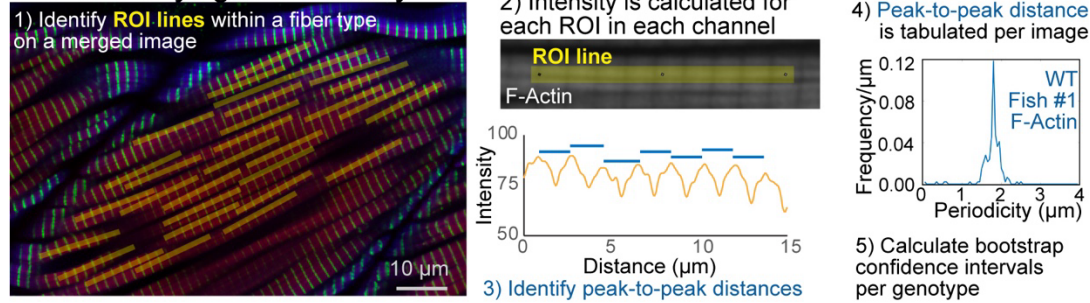 1) Identify ROI lines within a fiber type
on a merged image
10 µm
2) Intensity is calculated for
each ROI in each channel
ROI line
F-Actin
100
75
50
Intensity
0
5
10
15
Distance (µm)
3) Identify peak-to-peak distances
4) Peak-to-peak distance
is tabulated per image
0.12
0.08
0.04
0.00
Frequency/µm
WT
Fish #1
F-Actin
0
1
2
3
4
Periodicity (µm)
5) Calculate bootstrap
confidence intervals
per genotype